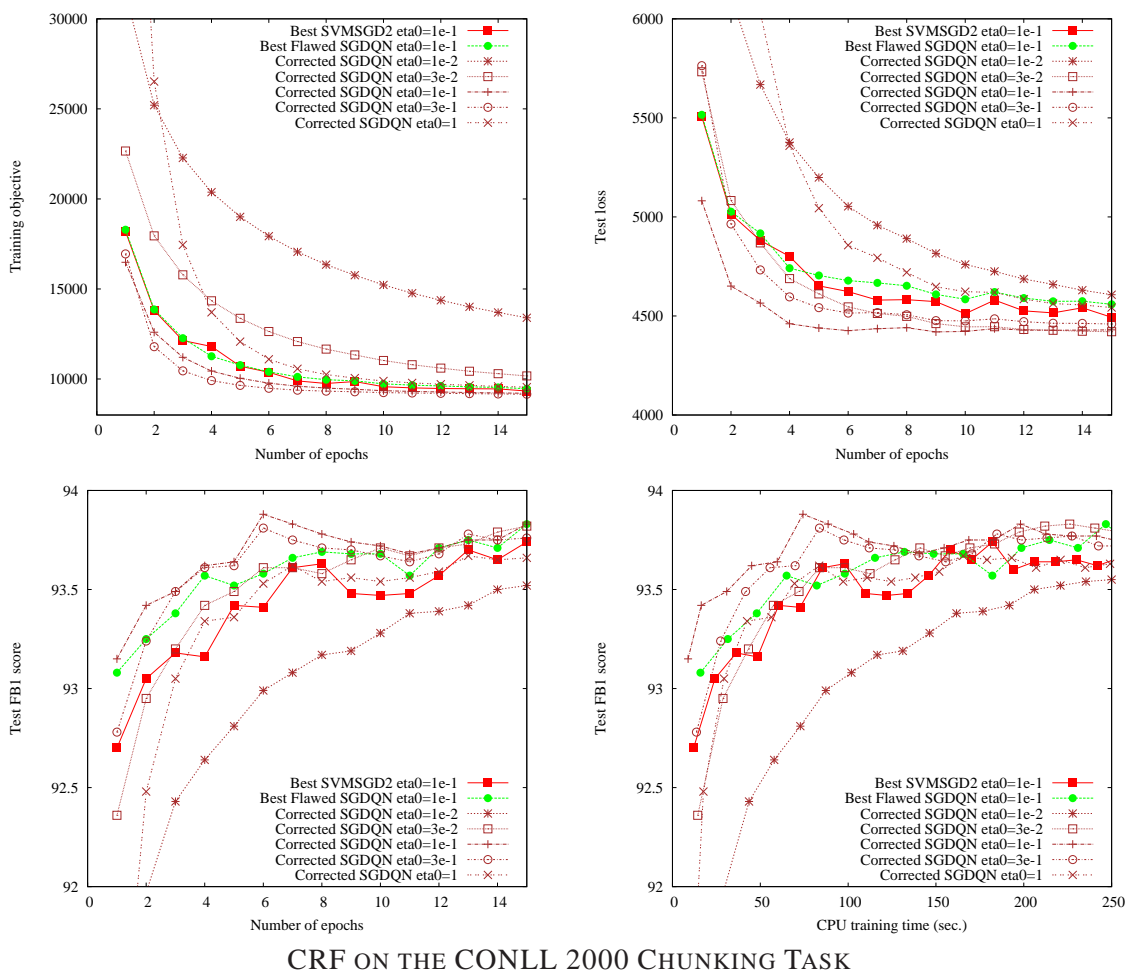 30000
25000
20000
15000
10000
Training objective
0 2 4 6 8 10 12 14
Number of epochs
Best SVMSGD2 eta0=1e-1
Best Flawed SGDQN eta0=1e-1
Corrected SGDQN eta0=1e-2
Corrected SGDQN eta0=3e-2
Corrected SGDQN eta0=1e-1
Corrected SGDQN eta0=3e-1
Corrected SGDQN eta0=1
6000
5500
5000
4500
4000
Test loss
0 2 4 6 8 10 12 14
Number of epochs
Best SVMSGD2 eta0=1e-1
Best Flawed SGDQN eta0=1e-1
Corrected SGDQN eta0=1e-2
Corrected SGDQN eta0=3e-2
Corrected SGDQN eta0=1e-1
Corrected SGDQN eta0=3e-1
Corrected SGDQN eta0=1
94
93.5
93
92.5
92
Test FB1 score
0 2 4 6 8 10 12 14
Number of epochs
Best SVMSGD2 eta0=1e-1
Best Flawed SGDQN eta0=1e-1
Corrected SGDQN eta0=1e-2
Corrected SGDQN eta0=3e-2
Corrected SGDQN eta0=1e-1
Corrected SGDQN eta0=3e-1
Corrected SGDQN eta0=1
94
93.5
93
92.5
92
Test FB1 score
0 50 100 150 200 250
CPU training time (sec.)
Best SVMSGD2 eta0=1e-1
Best Flawed SGDQN eta0=1e-1
Corrected SGDQN eta0=1e-2
Corrected SGDQN eta0=3e-2
Corrected SGDQN eta0=1e-1
Corrected SGDQN eta0=3e-1
Corrected SGDQN eta0=1
CRF ON THE CONLL 2000 CHUNKING TASK